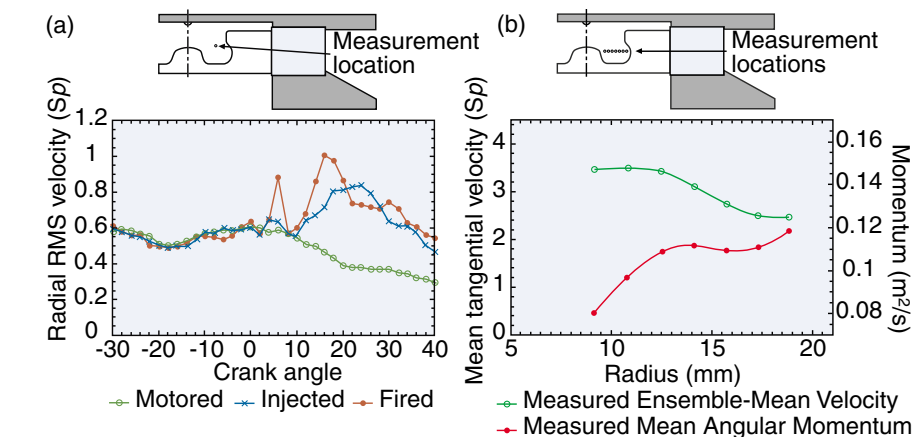 (a)
Measurement
location
Radial RMS velocity (Sp)
1.2
1
0.8
0.6
0.4
0.2
0
-30 -20 -10 0 10 20 30 40
Crank angle
Motored Injected Fired
(b)
Measurement
locations
Mean tangential velocity (Sp)
4
3
2
1
0
0.16
0.14
0.12
0.1
0.08
Momentum (m²/s)
5 10 15 20
Radius (mm)
Measured Ensemble-Mean Velocity
Measured Mean Angular Momentum